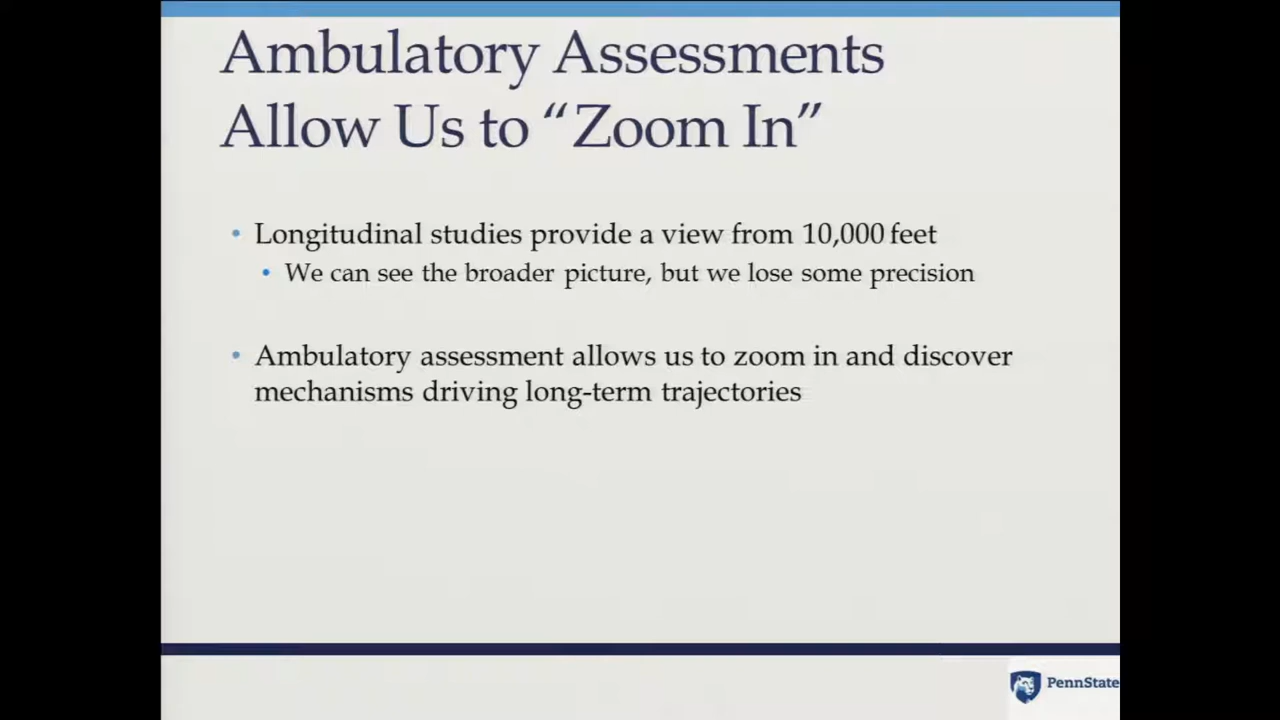 Ambulatory Assessments
Allow Us to “Zoom In”
• Longitudinal studies provide a view from 10,000 feet
• We can see the broader picture, but we lose some precision
• Ambulatory assessment allows us to zoom in and discover
mechanisms driving long-term trajectories
PennState